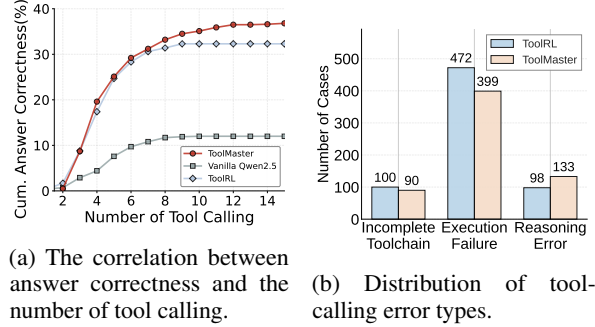 Cum. Answer Correctness(%)
40
30
20
10
0
2 4 6 8 10 12 14
Number of Tool Calling
ToolMaster
Vanilla Qwen2.5
ToolRL
(a) The correlation between
answer correctness and the
number of tool calling.
Number of Cases
500
400
300
200
100
0
ToolRL
ToolMaster
100 90
472
399
98 133
Incomplete
Toolchain
Execution
Failure
Reasoning
Error
(b) Distribution of tool-
calling error types.